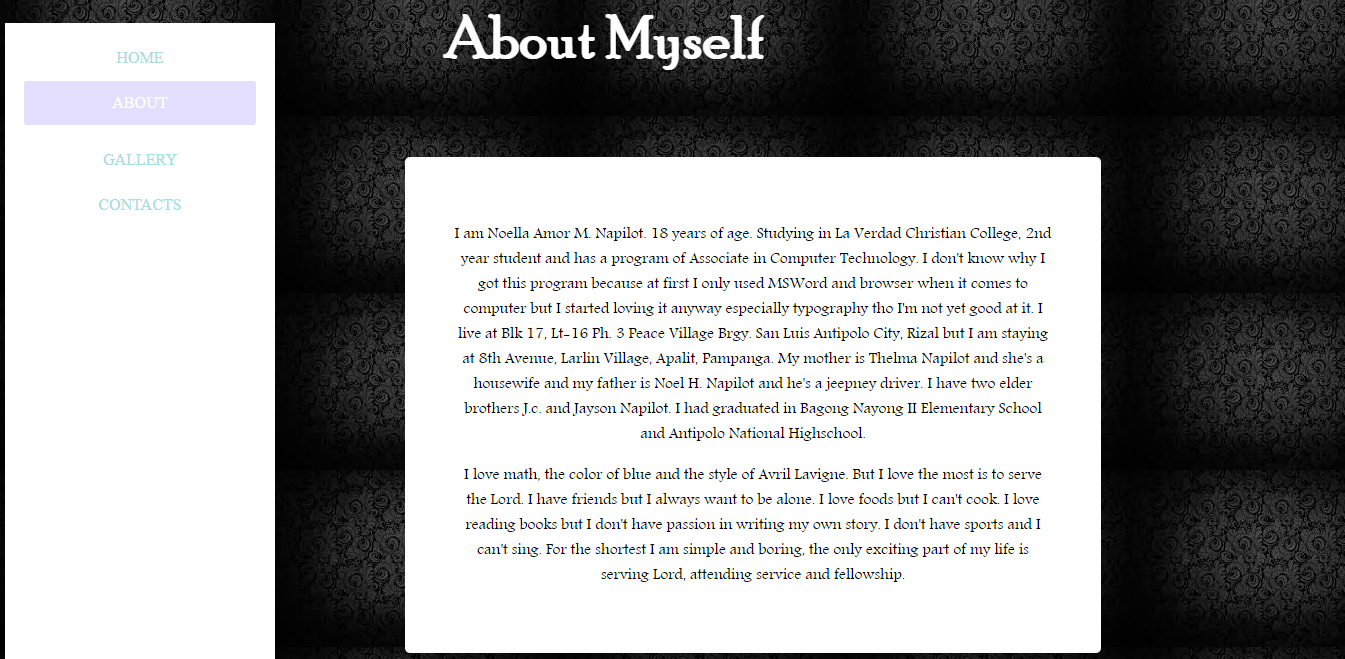 About Myself
HOME
ABOUT
GALLERY
CONTACTS
I am Noella Amor M. Napilot. 18 years of age. Studying in La Verdad Christian College, 2nd
year student and has a program of Associate in Computer Technology. I don't know why I
got this program because at first I only used MSWord and browser when it comes to
computer but I started loving it anyway especially typography tho I'm not yet good at it. I
live at Blk 17, Lt-16 Ph. 3 Peace Village Brgy. San Luis Antipolo City, Rizal but I am staying
at 8th Avenue, Larlin Village, Apalit, Pampanga. My mother is Thelma Napilot and she's a
housewife and my father is Noel H. Napilot and he's a jeepney driver. I have two elder
brothers J.c. and Jayson Napilot. I had graduated in Bagong Nayong II Elementary School
and Antipolo National Highschool.
I love math, the color of blue and the style of Avril Lavigne. But I love the most is to serve
the Lord. I have friends but I always want to be alone. I love foods but I can't cook. I love
reading books but I don't have passion in writing my own story. I don't have sports and I
can't sing. For the shortest I am simple and boring, the only exciting part of my life is
serving Lord, attending service and fellowship.